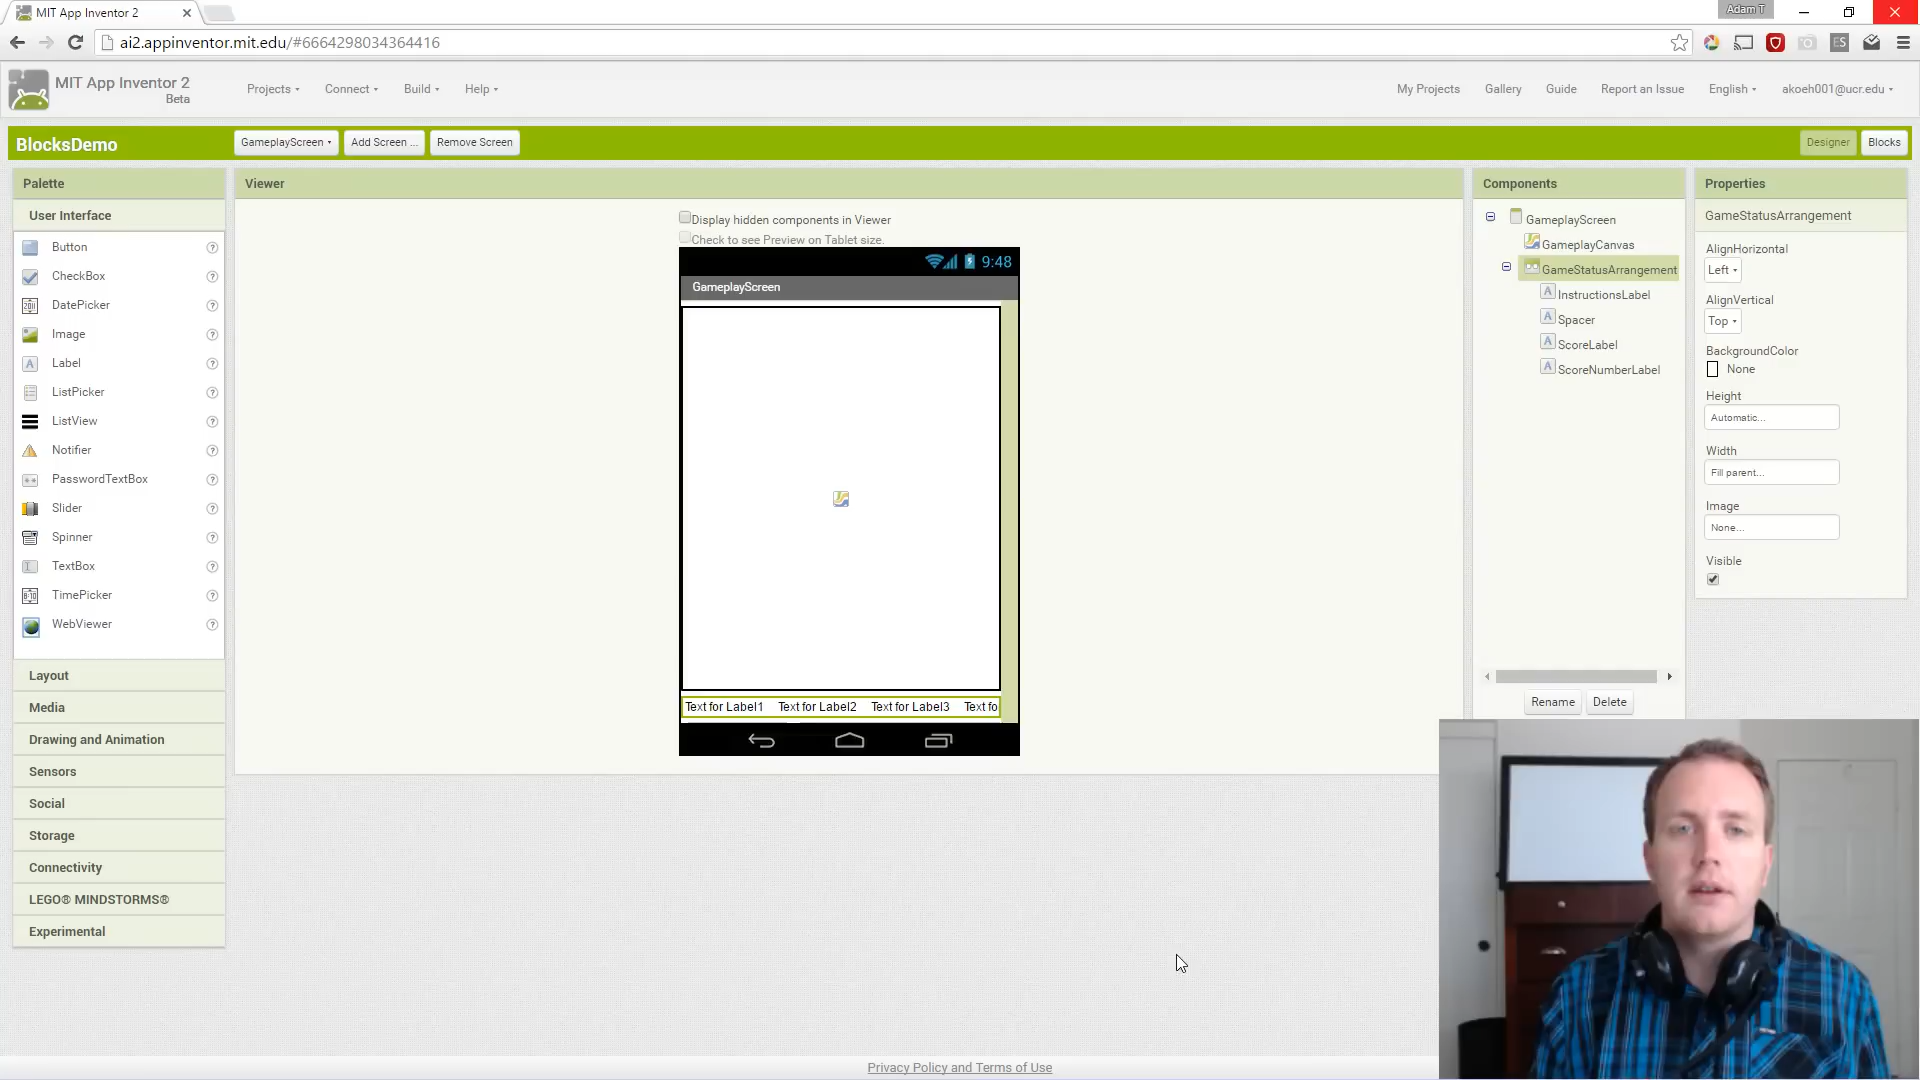 MIT App Inventor 2
Adam T
ai2.appinventor.mit.edu/#6664298034364416
ES
MIT App Inventor 2
Beta
Projects
Connect
Build
Help
My Projects
Gallery
Guide
Report an Issue
English
akoeh001@ucr.edu
BlocksDemo
GameplayScreen
Add Screen ...
Remove Screen
Designer
Blocks
Palette
User Interface
Button
CheckBox
DatePicker
Image
Label
ListPicker
ListView
Notifier
PasswordTextBox
Slider
Spinner
TextBox
TimePicker
WebViewer
Layout
Media
Drawing and Animation
Sensors
Social
Storage
Connectivity
LEGO® MINDSTORMS®
Experimental
Viewer
Display hidden components in Viewer
Check to see Preview on Tablet size.
9:48
GameplayScreen
Text for Label1
Text for Label2
Text for Label3
Text fo
Components
GameplayScreen
GameplayCanvas
GameStatusArrangement
InstructionsLabel
Spacer
ScoreLabel
ScoreNumberLabel
Rename
Delete
Properties
GameStatusArrangement
AlignHorizontal
Left
AlignVertical
Top
BackgroundColor
None
Height
Automatic...
Width
Fill parent...
Image
None...
Visible
Privacy Policy and Terms of Use